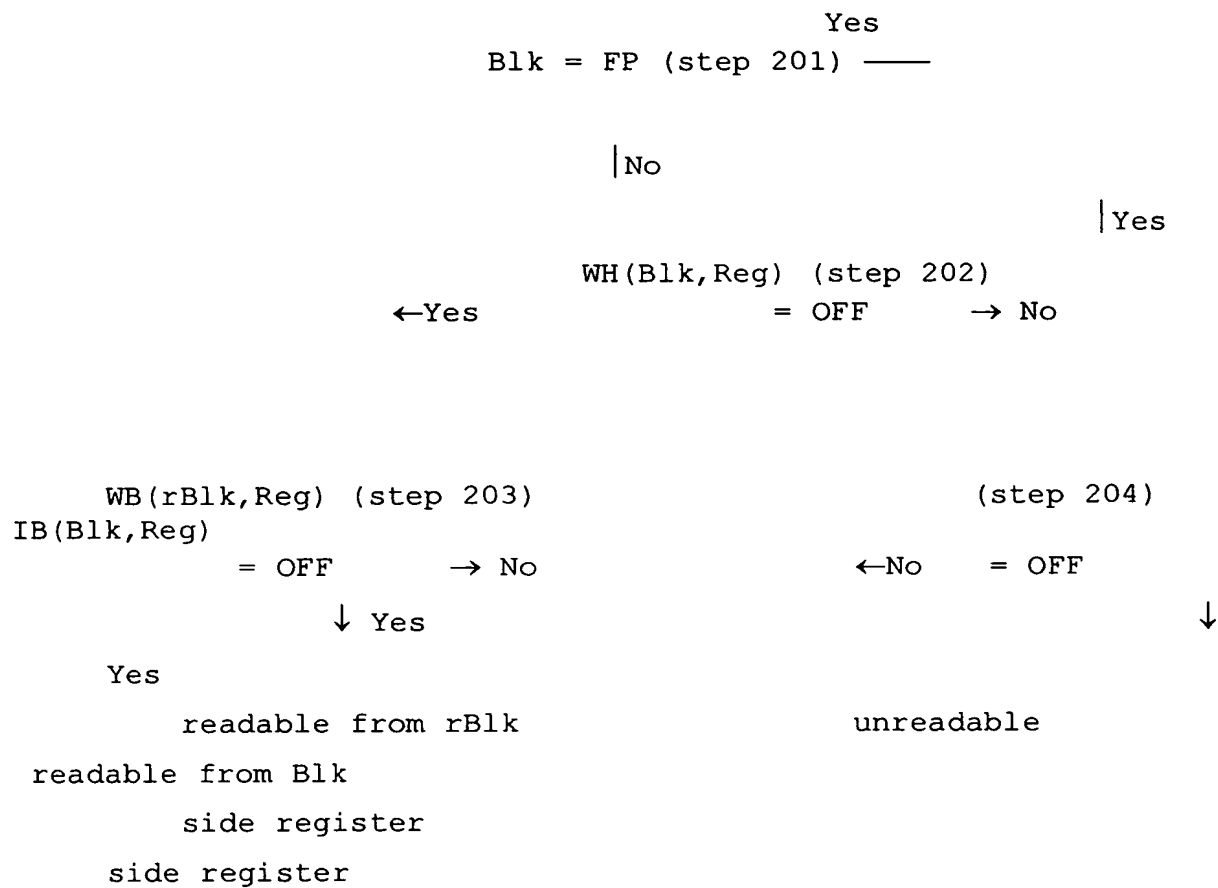 Yes
Blk = FP (step 201) ——
|No
|Yes
WH(Blk,Reg) (step 202)
←Yes = OFF → No
WB(rBlk,Reg) (step 203) (step 204)
IB(Blk,Reg)
= OFF → No ←No = OFF
↓ Yes ↓
Yes
readable from rBlk unreadable
readable from Blk
side register
side register